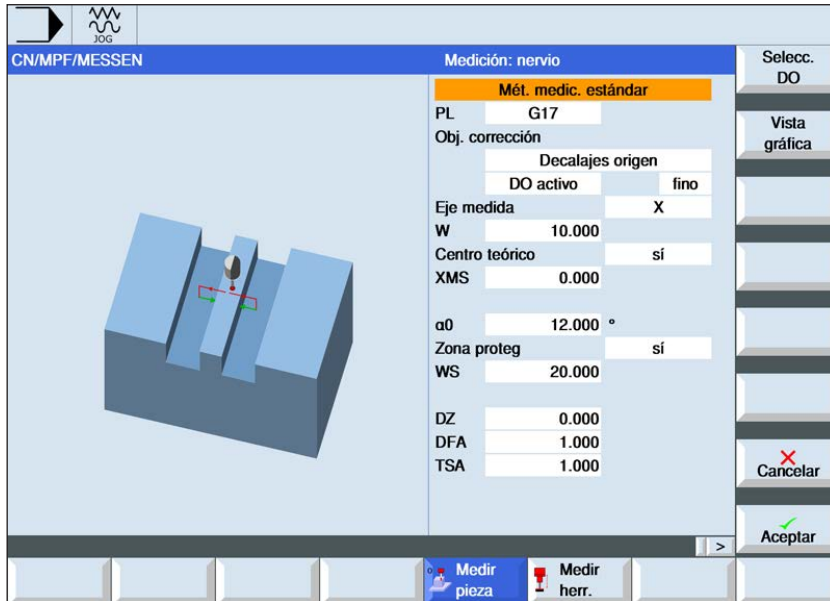 JOG
CN/MPF/MESSEN
Medición: nervio
Selecc.
DO
Mét. medic. estándar
PL G17
Vista
gráfica
Obj. corrección
Decalajes origen
DO activo fino
Eje medida X
W 10.000
Centro teórico sí
XMS 0.000
α0 12.000 °
Zona proteg sí
WS 20.000
DZ 0.000
DFA 1.000
TSA 1.000
Cancelar
Aceptar
>
Medir
pieza
Medir
herr.